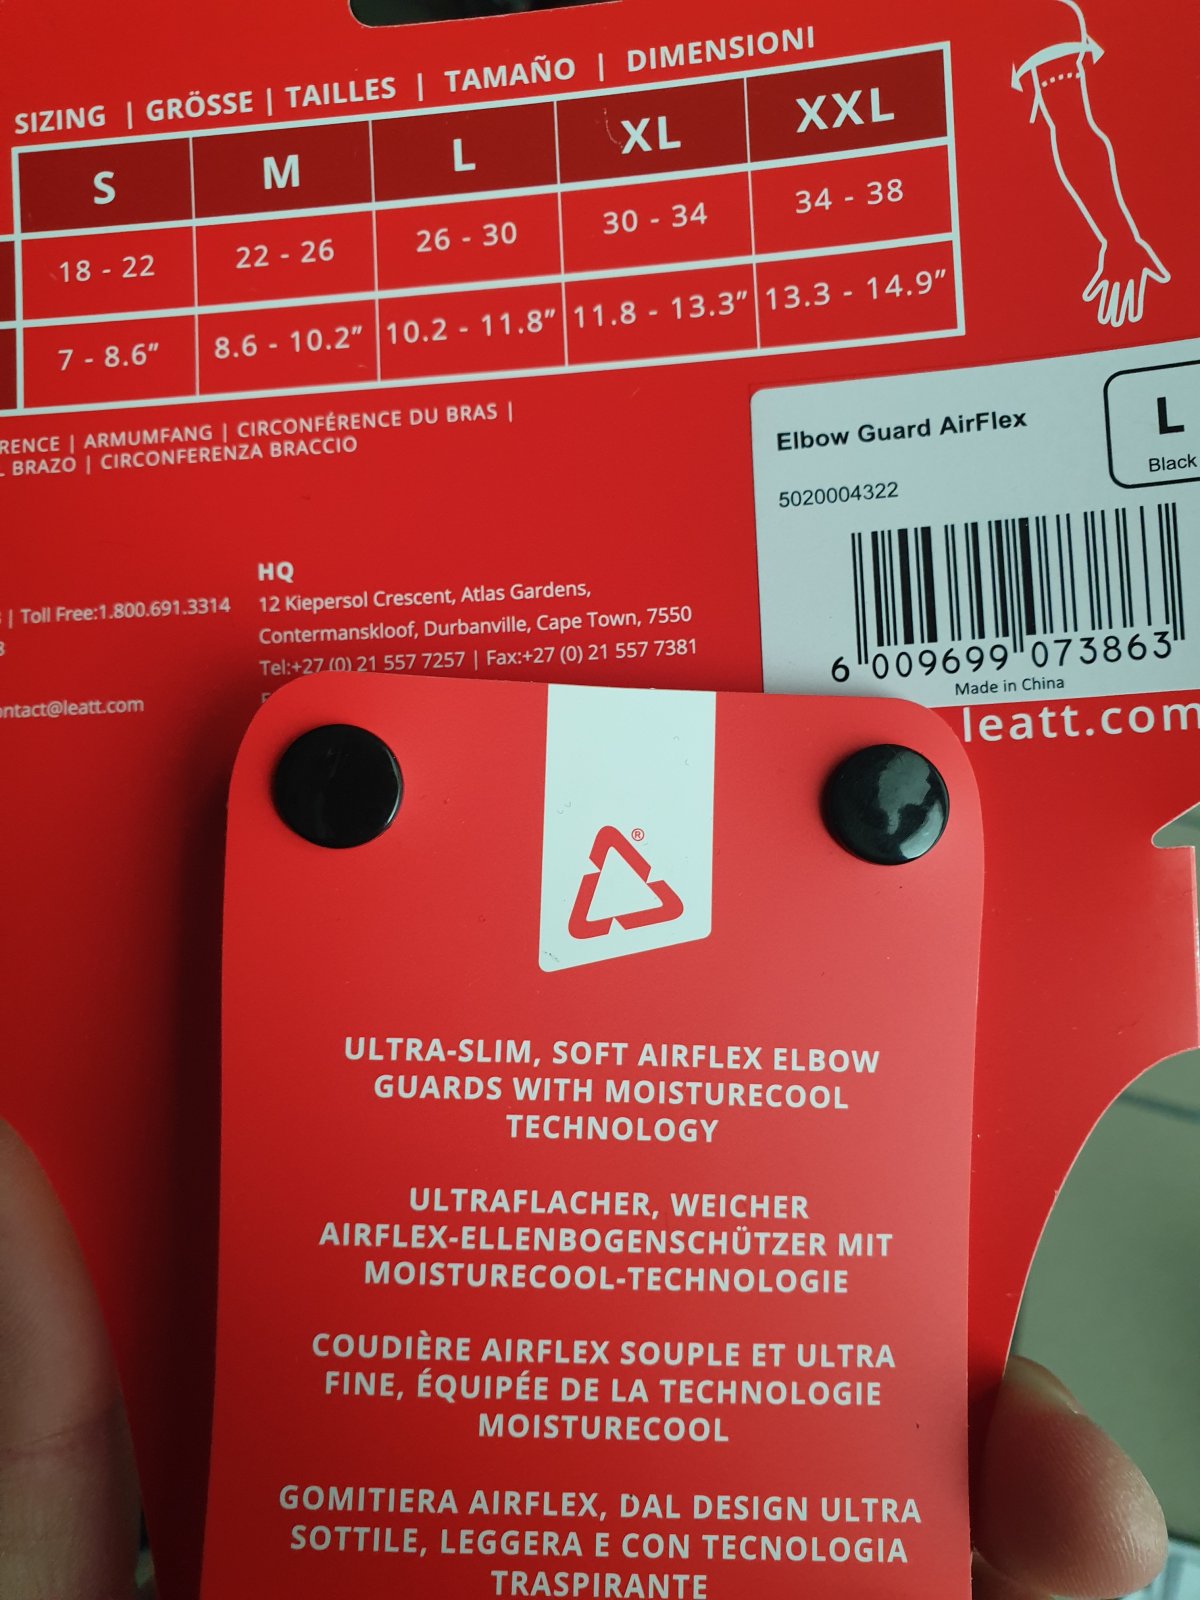 SIZING | GRÖSSE | TAILLES | TAMAÑO | DIMENSIONI
S M L XL XXL
18 - 22 22 - 26 26 - 30 30 - 34 34 - 38
7 - 8.6” 8.6 - 10.2” 10.2 - 11.8” 11.8 - 13.3” 13.3 - 14.9”
RENCE | ARMUMFANG | CIRCONFÉRENCE DU BRAS |
L BRAZO | CIRCONFERENZA BRACCIO
Elbow Guard AirFlex
L
Black
5020004322
6 009699 073863
Made in China
leatt.com
| Toll Free:1.800.691.3314
ontact@leatt.com
HQ
12 Kiepersol Crescent, Atlas Gardens,
Contermanskloof, Durbanville, Cape Town, 7550
Tel:+27 (0) 21 557 7257 | Fax:+27 (0) 21 557 7381
®
ULTRA-SLIM, SOFT AIRFLEX ELBOW
GUARDS WITH MOISTURECOOL
TECHNOLOGY
ULTRAFLACHER, WEICHER
AIRFLEX-ELLENBOGENSCHÜTZER MIT
MOISTURECOOL-TECHNOLOGIE
COUDIÈRE AIRFLEX SOUPLE ET ULTRA
FINE, ÉQUIPÉE DE LA TECHNOLOGIE
MOISTURECOOL
GOMITIERA AIRFLEX, DAL DESIGN ULTRA
SOTTILE, LEGGERA E CON TECNOLOGIA
TRASPIRANTE